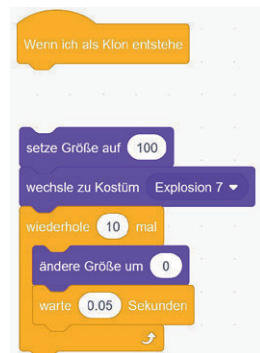 Wenn ich als Klon entstehe
setze Größe auf 100
wechsle zu Kostüm Explosion 7
wiederhole 10 mal
ändere Größe um 0
warte 0.05 Sekunden